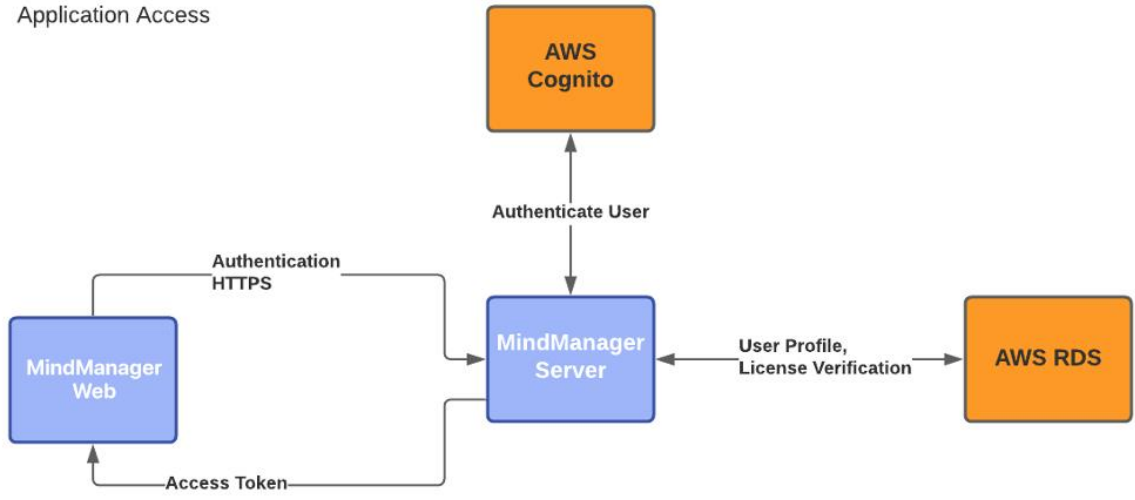 Application Access
AWS
Cognito
Authenticate User
Authentication
HTTPS
MindManager
Web
MindManager
Server
User Profile,
License Verification
AWS RDS
Access Token